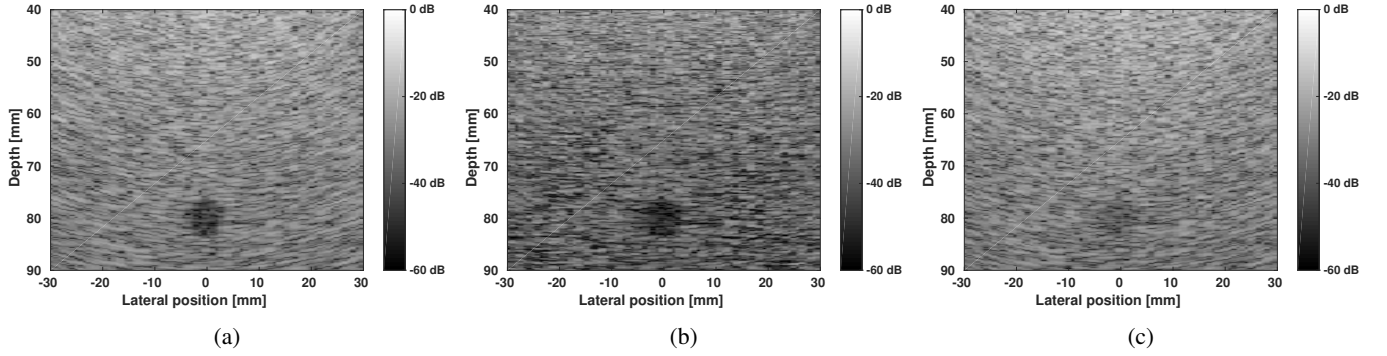 40
50
60
70
80
90
Depth [mm]
-30 -20 -10 0 10 20 30
Lateral position [mm]
0 dB
-20 dB
-40 dB
-60 dB
(a)
40
50
60
70
80
90
Depth [mm]
-30 -20 -10 0 10 20 30
Lateral position [mm]
0 dB
-20 dB
-40 dB
-60 dB
(b)
40
50
60
70
80
90
Depth [mm]
-30 -20 -10 0 10 20 30
Lateral position [mm]
0 dB
-20 dB
-40 dB
-60 dB
(c)